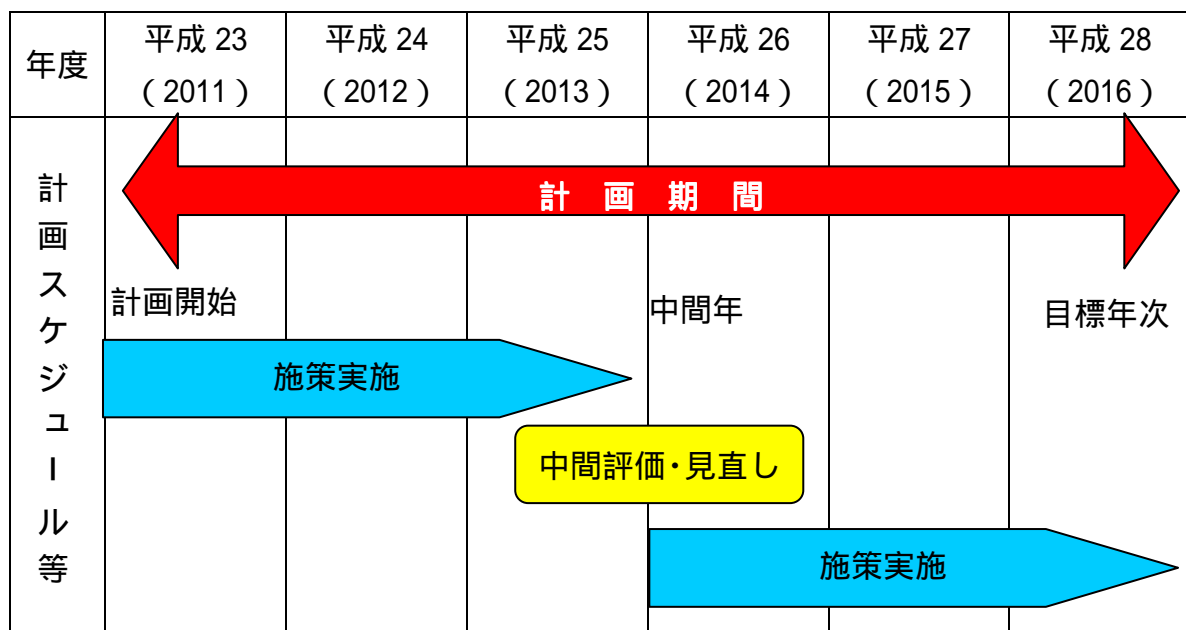 年度
平成 23
(2011)
平成 24
(2012)
平成 25
(2013)
平成 26
(2014)
平成 27
(2015)
平成 28
(2016)
計画スケジュール等
計 画 期 間
計画開始
中間年
目標年次
施策実施
中間評価・見直し
施策実施